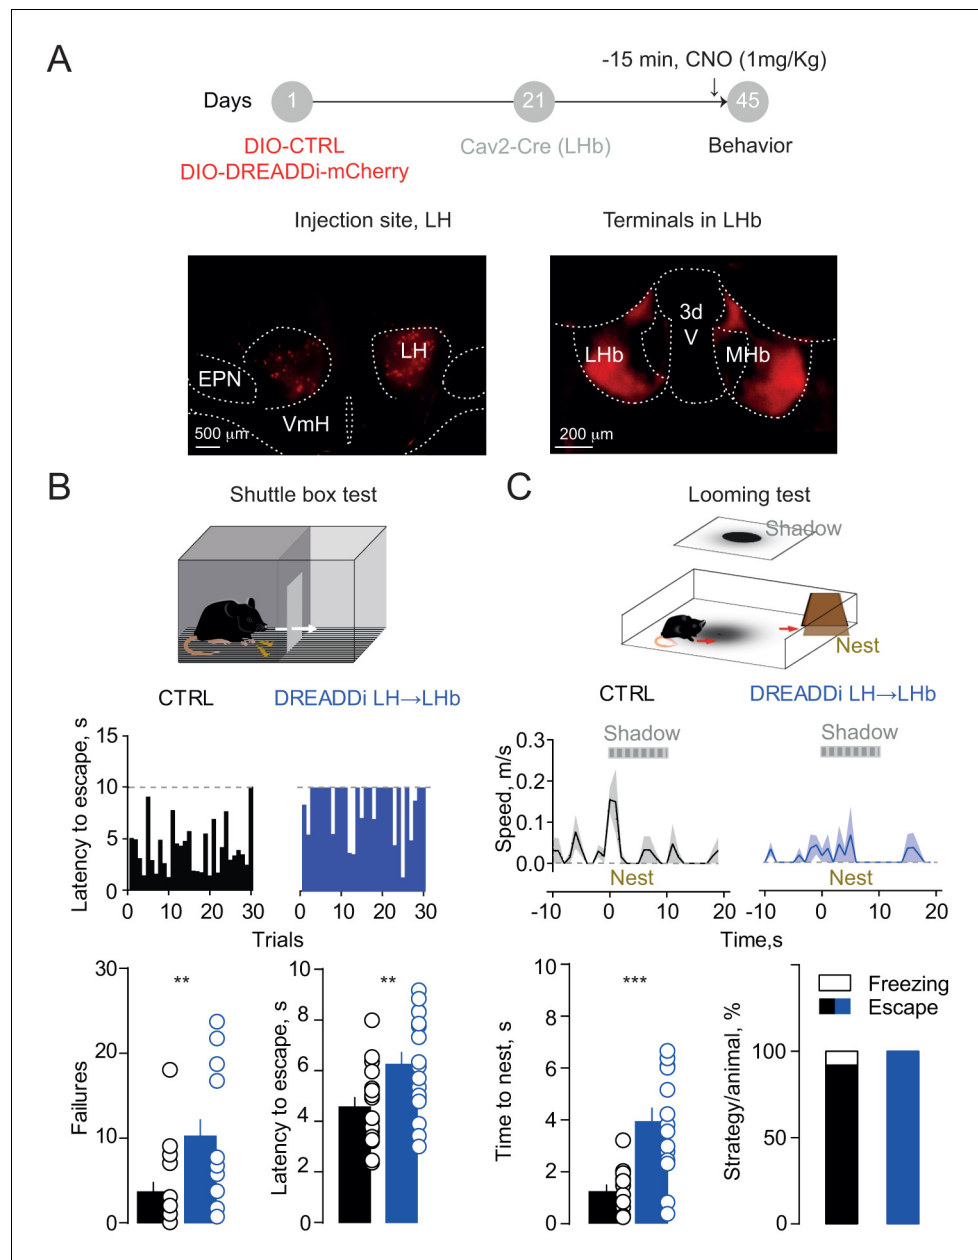 A
-15 min, CNO (1mg/Kg)
Days 1 21 45
DIO-CTRL Cav2-Cre (LHb) Behavior
DIO-DREADDi-mCherry
Injection site, LH Terminals in LHb
EPN LH VmH 500 μm
3d V LHb MHb 200 μm
B
Shuttle box test
CTRL DREADDi LH→LHb
Latency to escape, s
15
10
5
0
0 10 20 30 0 10 20 30
Trials
Failures
30
20
10
0
**
Latency to escape, s
10
8
6
4
2
0
**
C
Looming test
Shadow
Nest
CTRL DREADDi LH→LHb
Shadow Shadow
Speed, m/s
0.3
0.2
0.1
0.0
Nest Nest
-10 0 10 20 -10 0 10 20
Time,s
Time to nest, s
10
8
6
4
2
0
***
Strategy/animal, %
100
50
0
Freezing
Escape